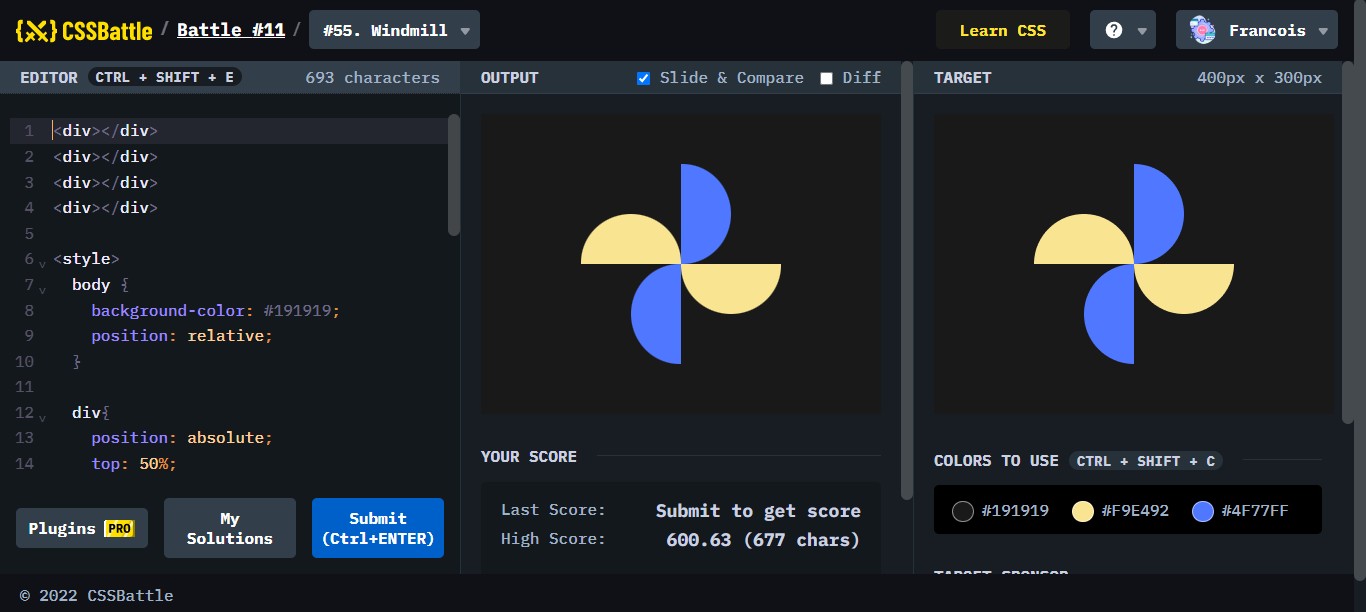 CSSBattle / Battle #11 / #55. Windmill
Learn CSS
?
Francois
EDITOR CTRL + SHIFT + E 693 characters
1 <div></div>
2 <div></div>
3 <div></div>
4 <div></div>
5
6 <style>
7 body {
8 background-color: #191919;
9 position: relative;
10 }
11
12 div{
13 position: absolute;
14 top: 50%;
Plugins PRO
My Solutions
Submit (Ctrl+ENTER)
OUTPUT Slide & Compare Diff
YOUR SCORE
Last Score: Submit to get score
High Score: 600.63 (677 chars)
TARGET 400px x 300px
COLORS TO USE CTRL + SHIFT + C
#191919 #F9E492 #4F77FF
TARGET SPONSOR
© 2022 CSSBattle